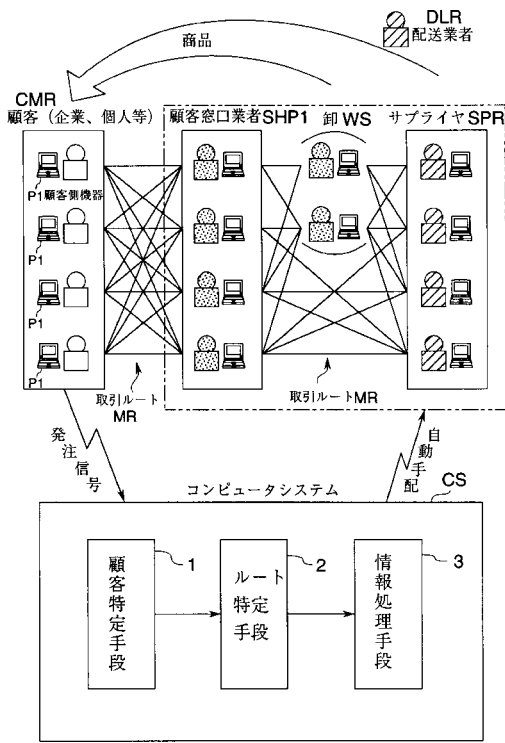 DLR
配送業者
商品
CMR
顧客（企業、個人等）
顧客窓口業者SHP1
卸WS
サプライヤSPR
P1
顧客側機器
P1
P1
P1
取引ルート
MR
取引ルートMR
発注信号
自動手配
コンピュータシステム
CS
顧客特定手段
1
ルート特定手段
2
情報処理手段
3